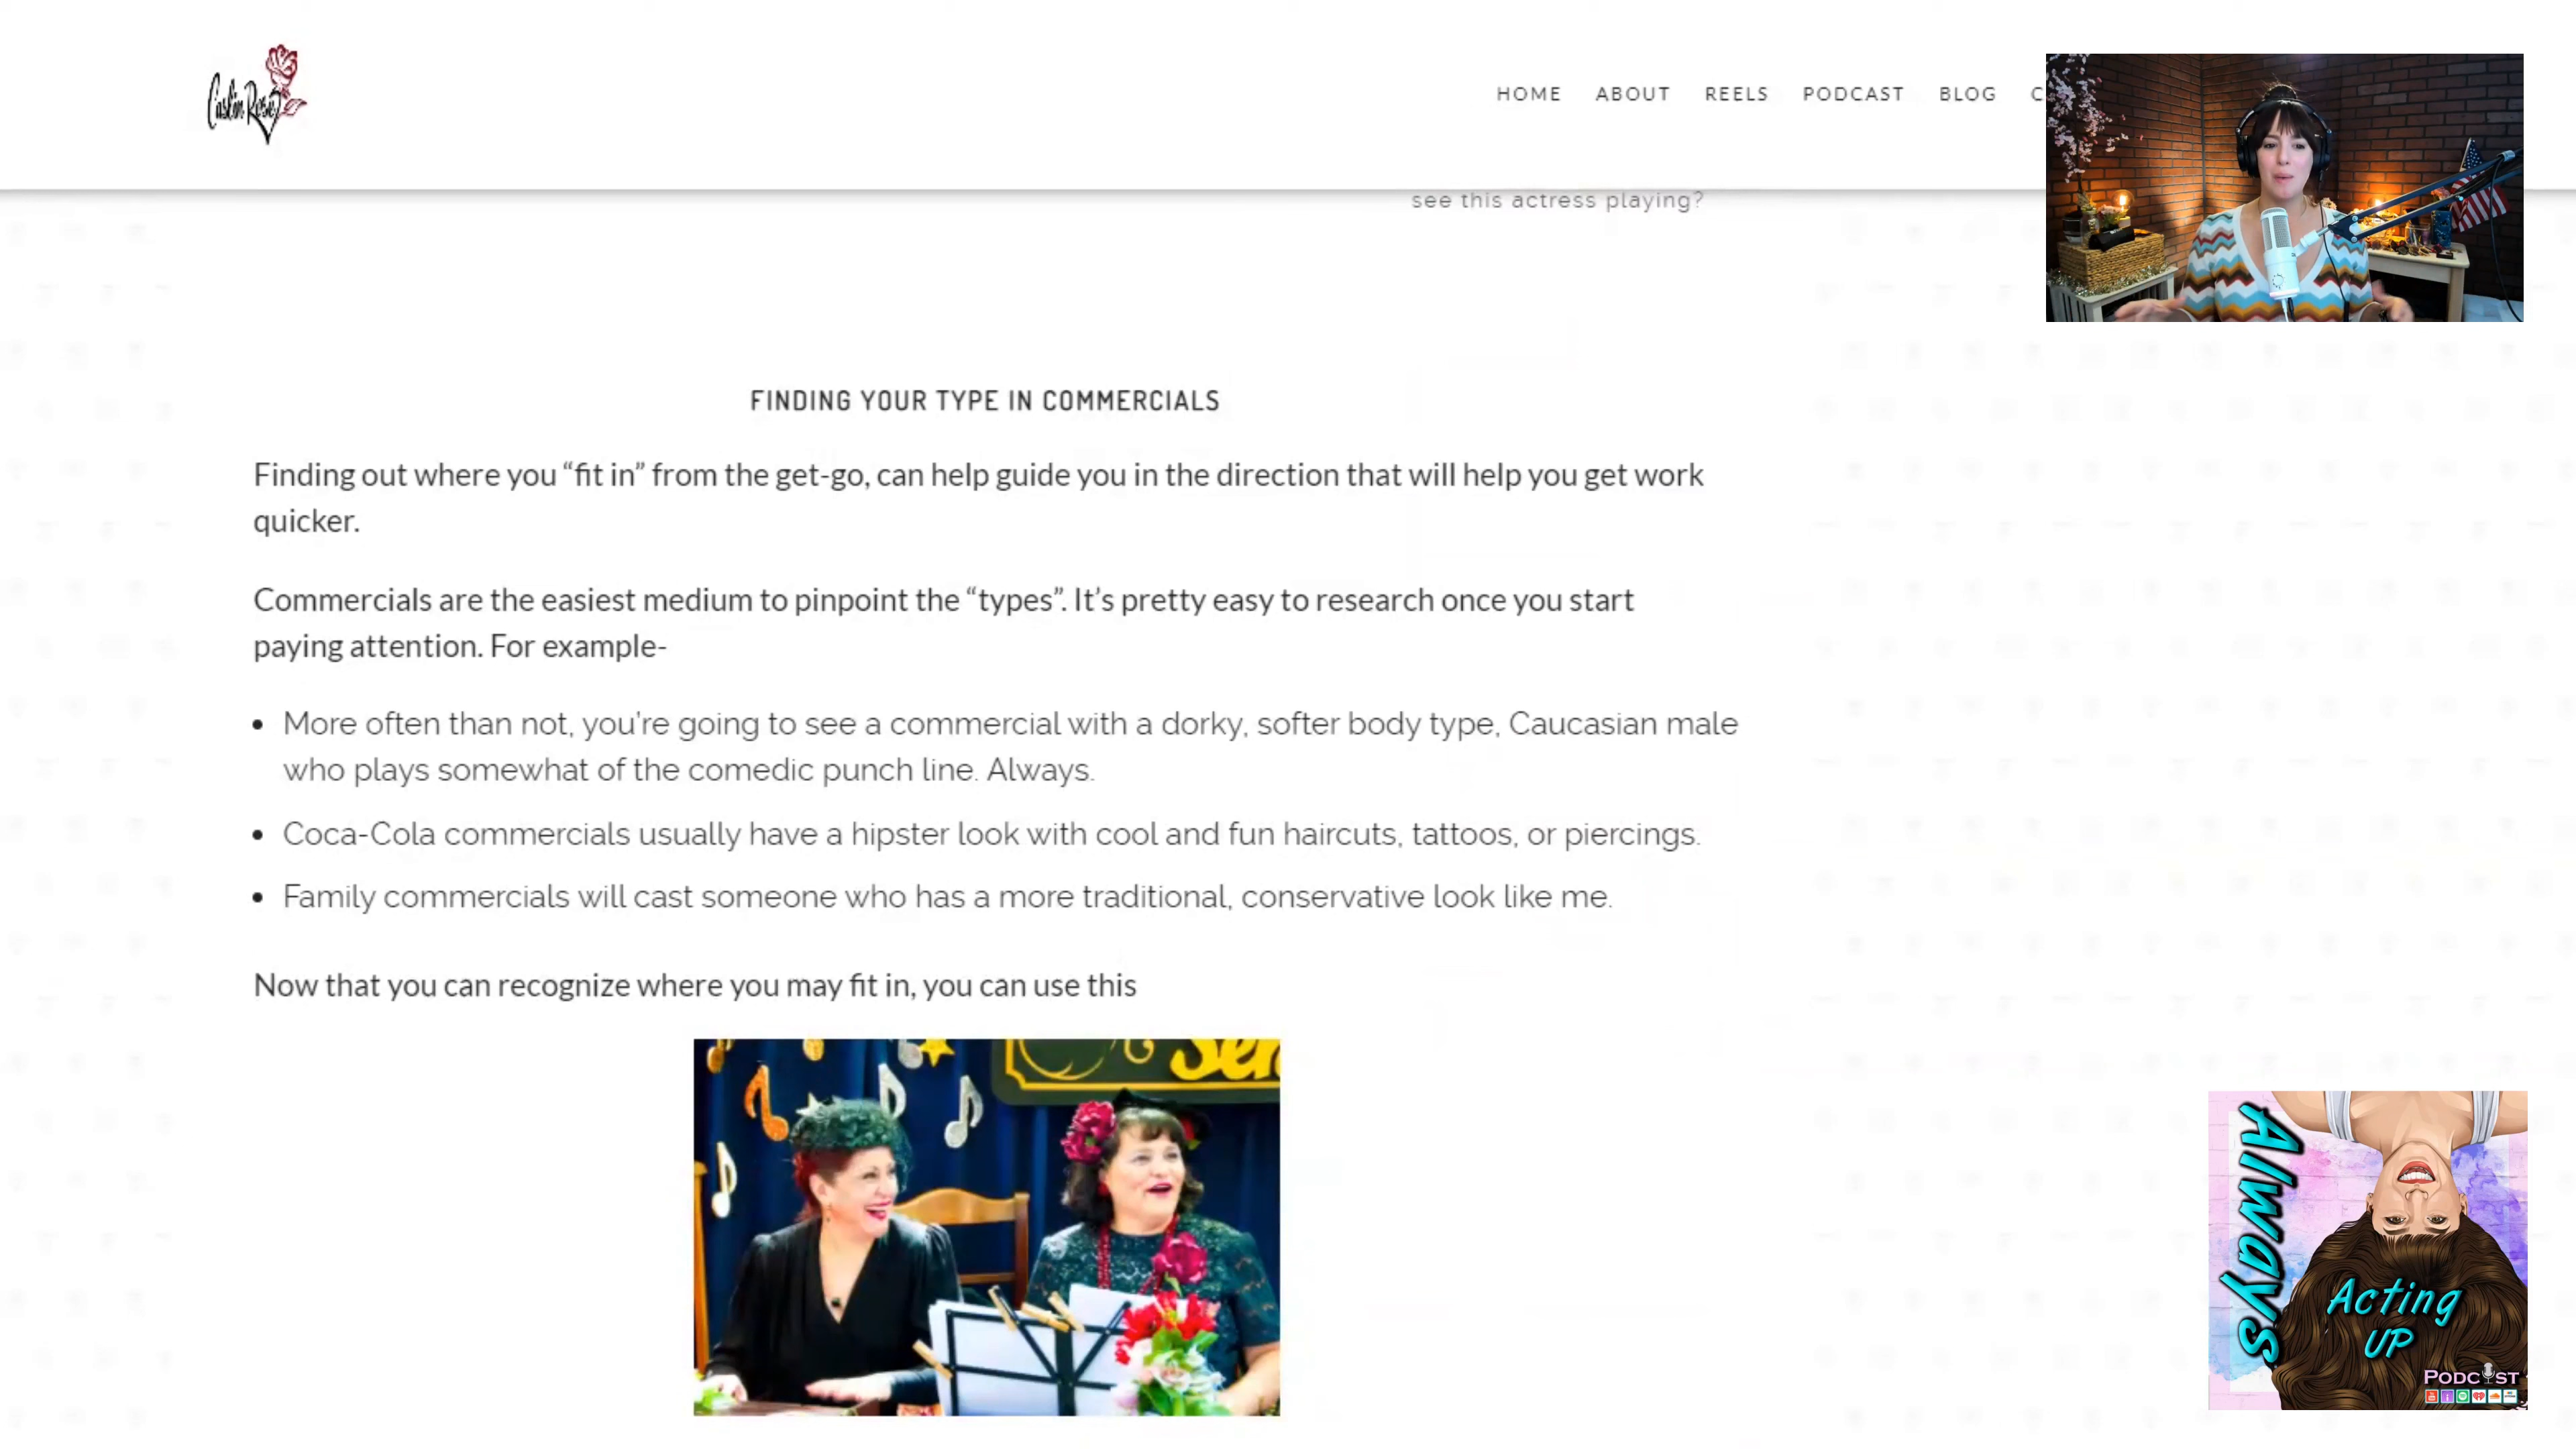 HOME ABOUT REELS PODCAST BLOG
see this actress playing?
FINDING YOUR TYPE IN COMMERCIALS
Finding out where you “fit in” from the get-go, can help guide you in the direction that will help you get work
quicker.
Commercials are the easiest medium to pinpoint the “types”. It’s pretty easy to research once you start
paying attention. For example-
• More often than not, you’re going to see a commercial with a dorky, softer body type, Caucasian male
who plays somewhat of the comedic punch line. Always.
• Coca-Cola commercials usually have a hipster look with cool and fun haircuts, tattoos, or piercings.
• Family commercials will cast someone who has a more traditional, conservative look like me.
Now that you can recognize where you may fit in, you can use this
Always
Acting
UP
PODCAST